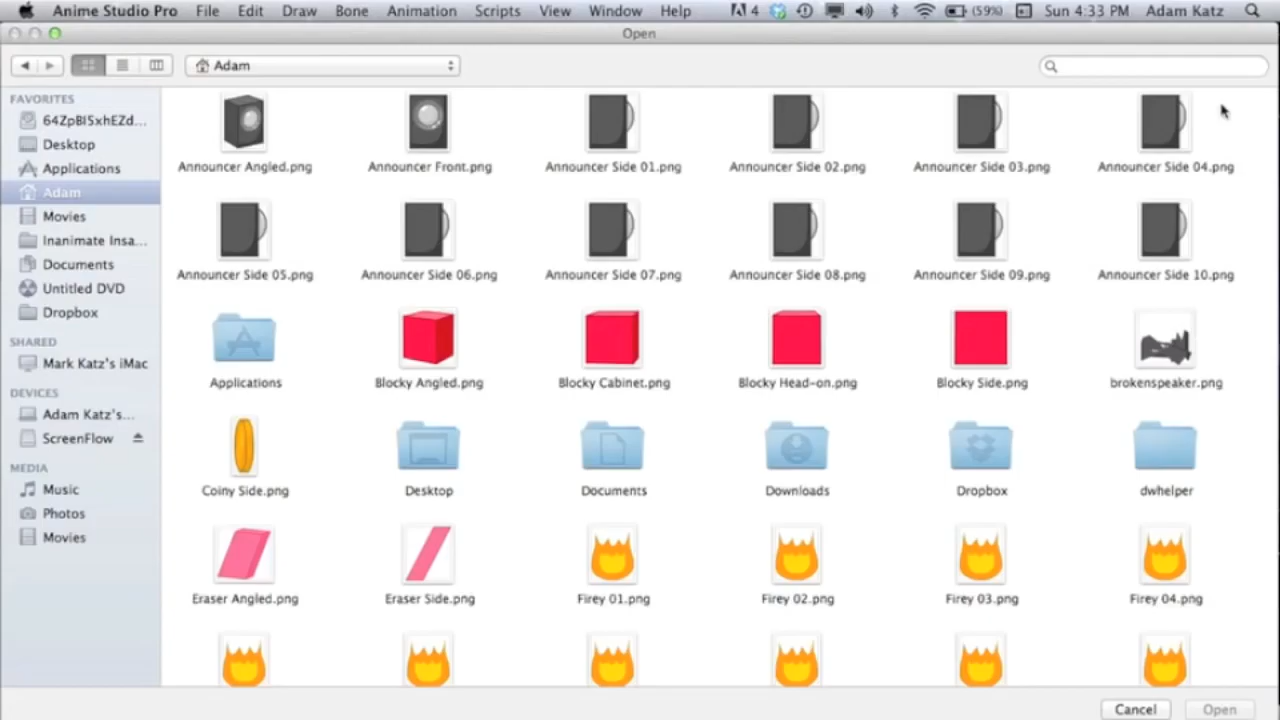 Anime Studio Pro File Edit Draw Bone Animation Scripts View Window Help 4 (59%) Sun 4:33 PM Adam Katz
Open
Adam
FAVORITES
64ZpBI5xhEZd...
Desktop
Applications
Adam
Movies
Inanimate Insa...
Documents
Untitled DVD
Dropbox
SHARED
Mark Katz's iMac
DEVICES
Adam Katz's...
ScreenFlow
MEDIA
Music
Photos
Movies
Announcer Angled.png Announcer Front.png Announcer Side 01.png Announcer Side 02.png Announcer Side 03.png Announcer Side 04.png
Announcer Side 05.png Announcer Side 06.png Announcer Side 07.png Announcer Side 08.png Announcer Side 09.png Announcer Side 10.png
Applications Blocky Angled.png Blocky Cabinet.png Blocky Head-on.png Blocky Side.png brokenspeaker.png
Coiny Side.png Desktop Documents Downloads Dropbox dwhelper
Eraser Angled.png Eraser Side.png Firey 01.png Firey 02.png Firey 03.png Firey 04.png
Cancel Open